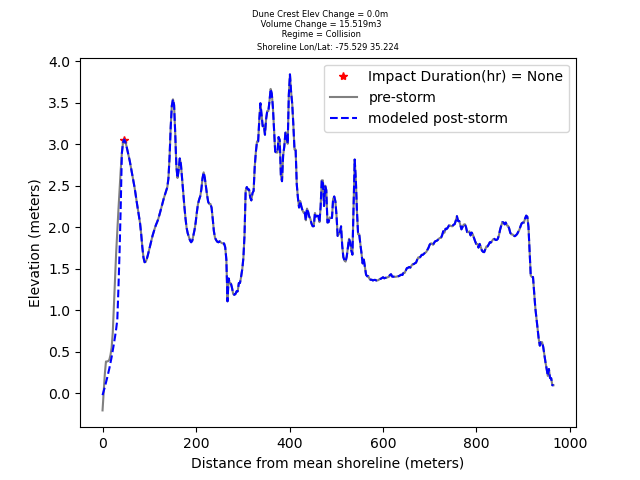 Dune Crest Elev Change = 0.0m
Volume Change = 15.519m3
Regime = Collision
Shoreline Lon/Lat: -75.529 35.224
Impact Duration(hr) = None
pre-storm
modeled post-storm
4.0
3.5
3.0
2.5
2.0
1.5
1.0
0.5
0.0
Elevation (meters)
0 200 400 600 800 1000
Distance from mean shoreline (meters)